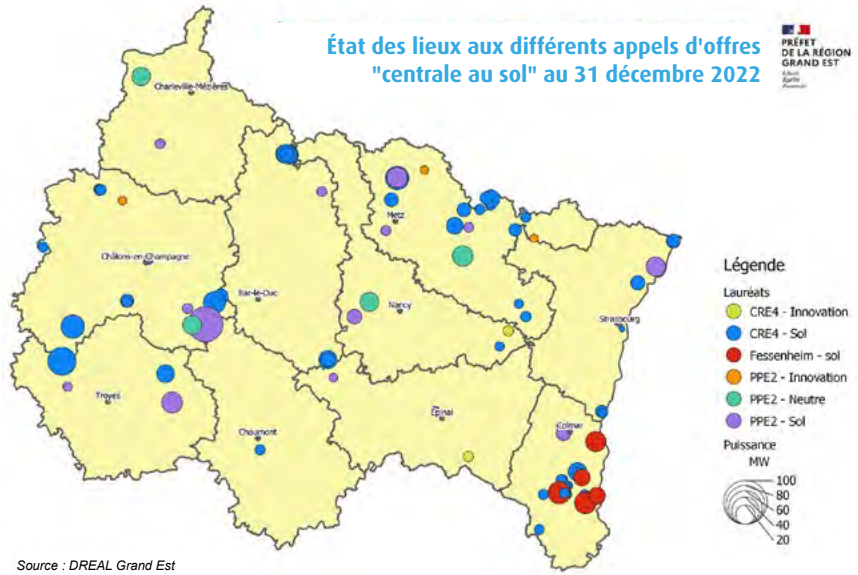 État des lieux aux différents appels d'offres
"centrale au sol" au 31 décembre 2022
PRÉFET
DE LA RÉGION
GRAND EST
Charleville-Mézières
Metz
Châlons-en-Champagne
Bar-le-Duc
Nancy
Strasbourg
Troyes
Chaumont
Épinal
Colmar
Légende
Lauréats
CRE4 - Innovation
CRE4 - Sol
Fessenheim - sol
PPE2 - Innovation
PPE2 - Neutre
PPE2 - Sol
Puissance
MW
100
80
60
40
20
Source : DREAL Grand Est